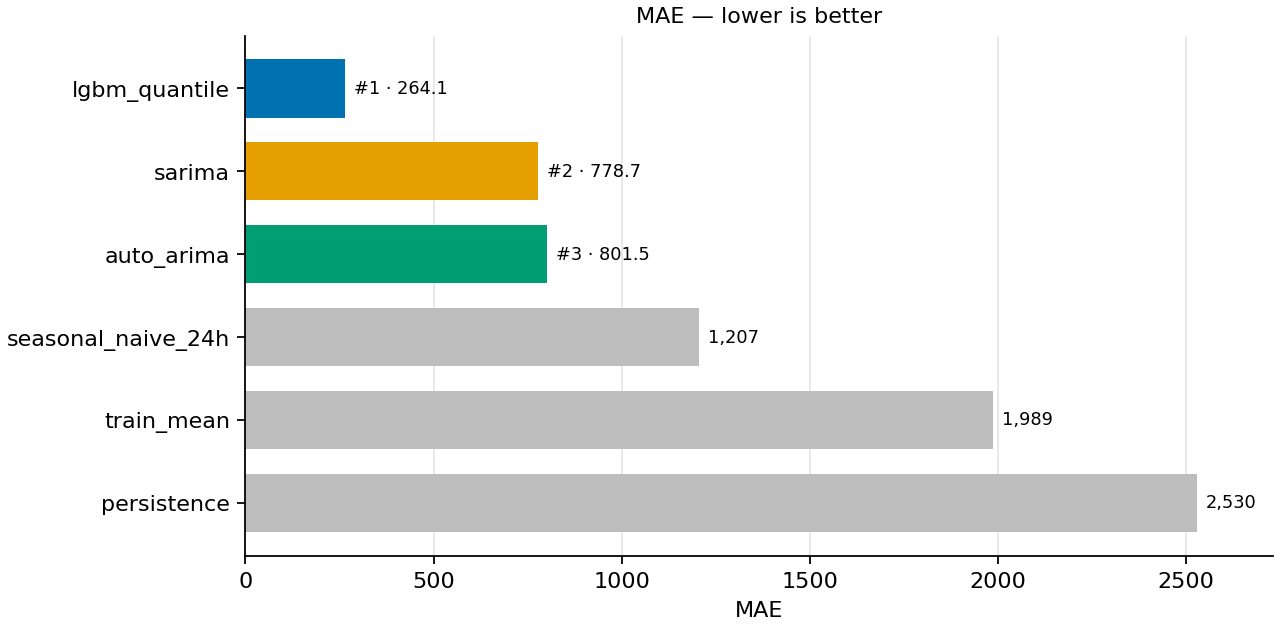 MAE — lower is better
lgbm_quantile
#1 · 264.1
sarima
#2 · 778.7
auto_arima
#3 · 801.5
seasonal_naive_24h
1,207
train_mean
1,989
persistence
2,530
0 500 1000 1500 2000 2500
MAE